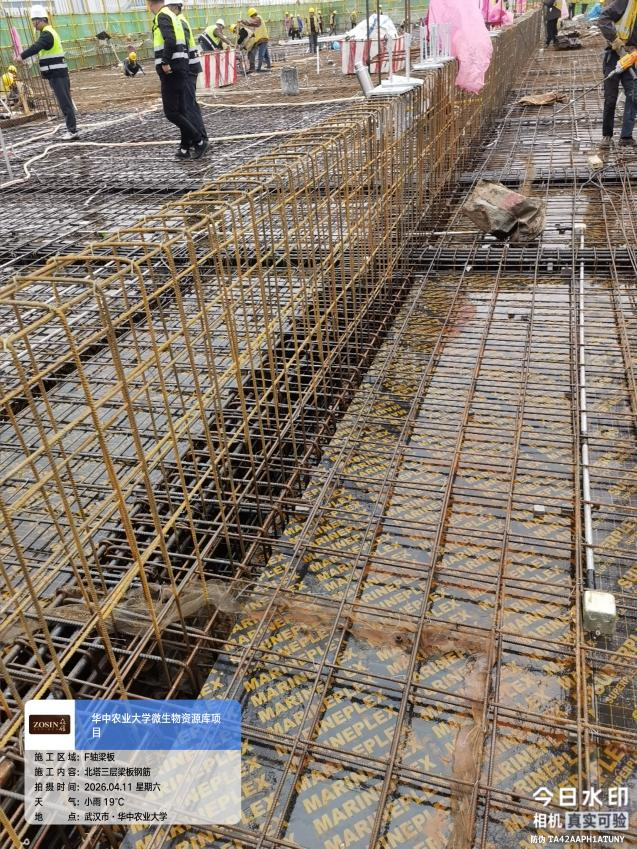 MARINEPLEX
MARINEPLEX
MARINEPLEX
MARINEPLEX
ZOSIN
华中农业大学微生物资源库项
目
施工区域：F轴梁板
施工内容：北塔三层梁板钢筋
拍摄时间：2026.04.11 星期六
天气：小雨 19℃
地点：武汉市·华中农业大学
今日水印
相机 真实可验
防伪 TA42AAPH1ATUNY